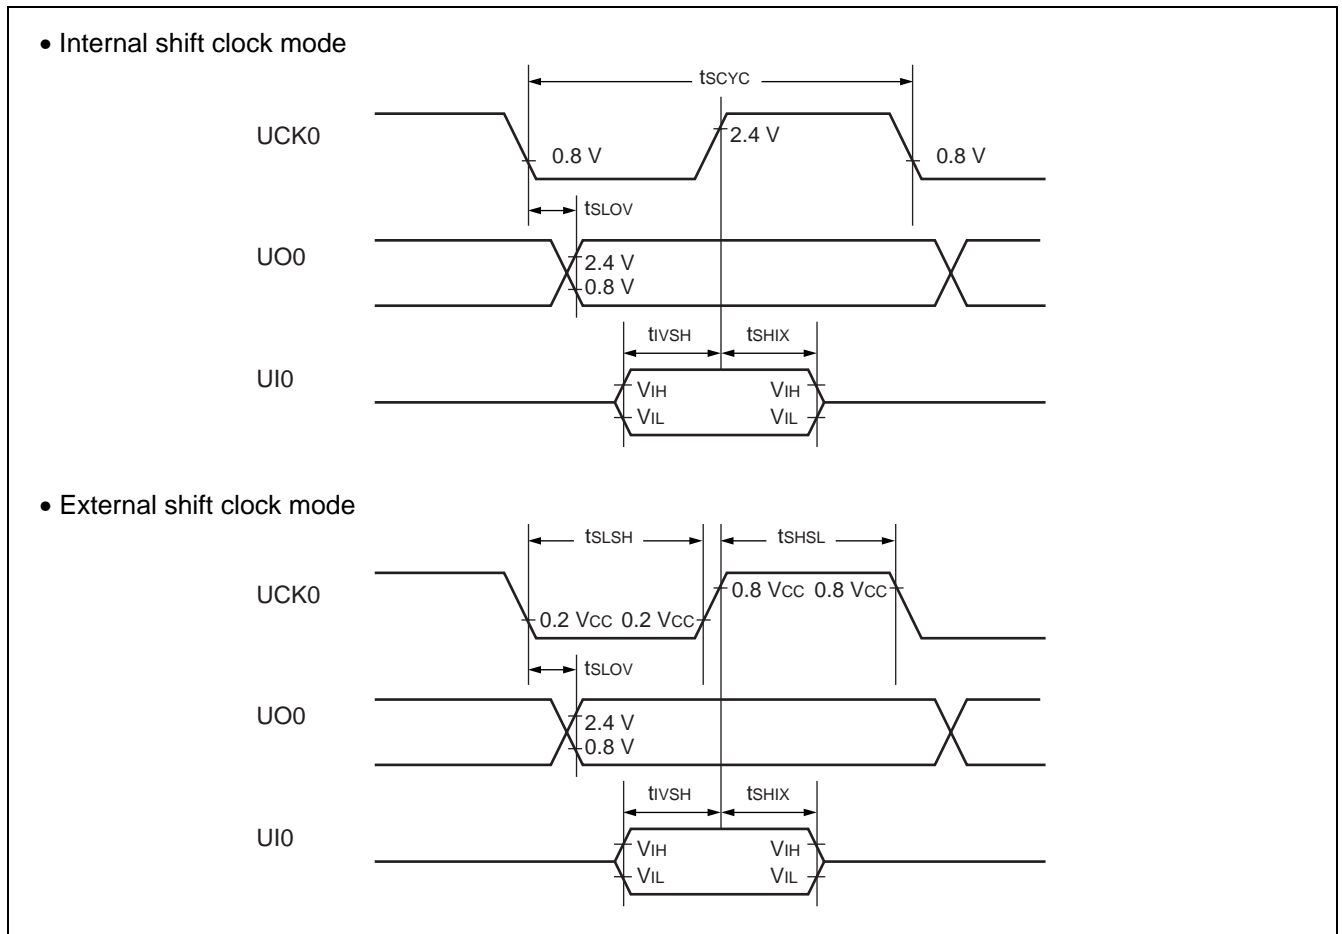 • Internal shift clock mode
tSCYC
UCK0
0.8 V
2.4 V
0.8 V
tSLOV
UO0
2.4 V
0.8 V
tIVSH tSHIX
UI0
VIH VIH
VIL VIL
• External shift clock mode
tSLSH tSHSL
UCK0
0.2 VCC 0.2 VCC
0.8 VCC 0.8 VCC
tSLOV
UO0
2.4 V
0.8 V
tIVSH tSHIX
UI0
VIH VIH
VIL VIL